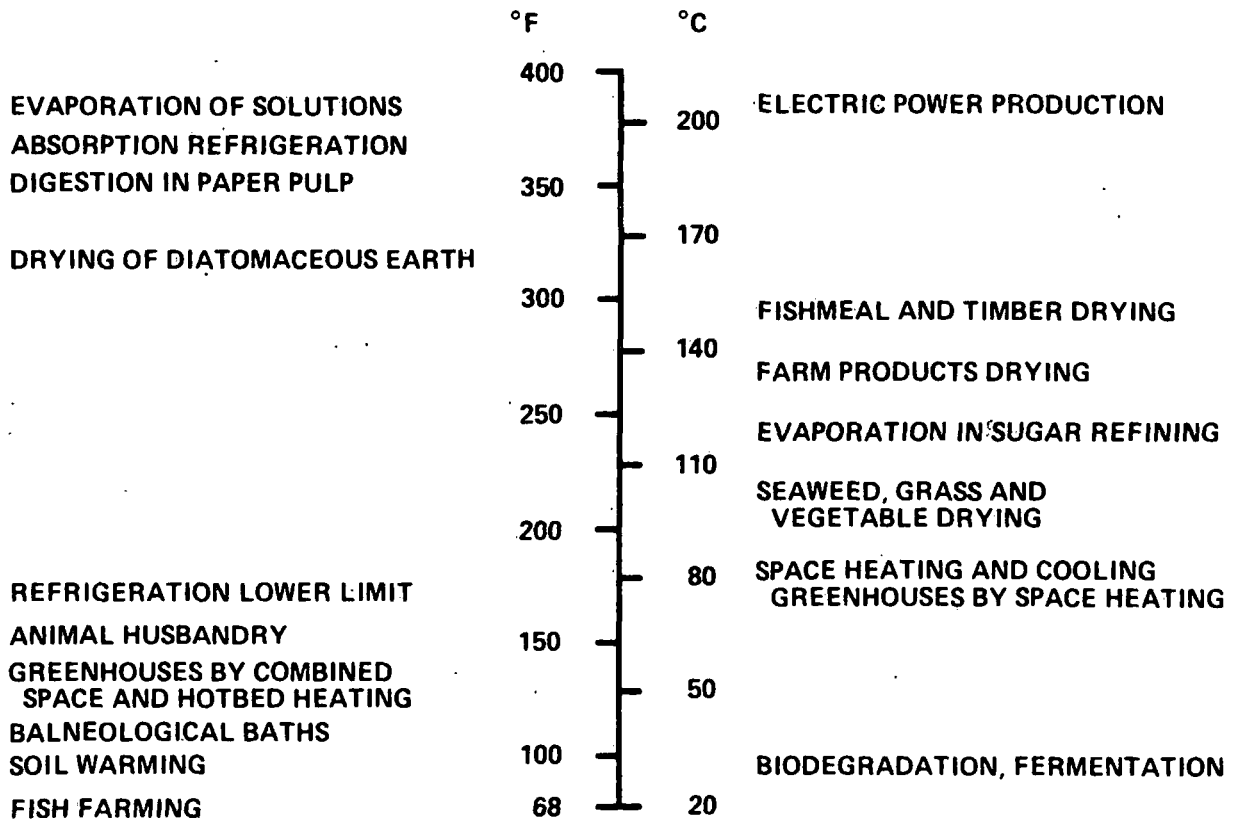 °F °C
400
EVAPORATION OF SOLUTIONS
ELECTRIC POWER PRODUCTION
200
ABSORPTION REFRIGERATION
DIGESTION IN PAPER PULP
350
170
DRYING OF DIATOMACEOUS EARTH
300
FISHMEAL AND TIMBER DRYING
140
FARM PRODUCTS DRYING
250
EVAPORATION IN SUGAR REFINING
110
SEAWEED, GRASS AND
VEGETABLE DRYING
200
80
SPACE HEATING AND COOLING
GREENHOUSES BY SPACE HEATING
REFRIGERATION LOWER LIMIT
ANIMAL HUSBANDRY
150
GREENHOUSES BY COMBINED
SPACE AND HOTBED HEATING
50
BALNEOLOGICAL BATHS
100
SOIL WARMING
BIODEGRADATION, FERMENTATION
FISH FARMING
68
20